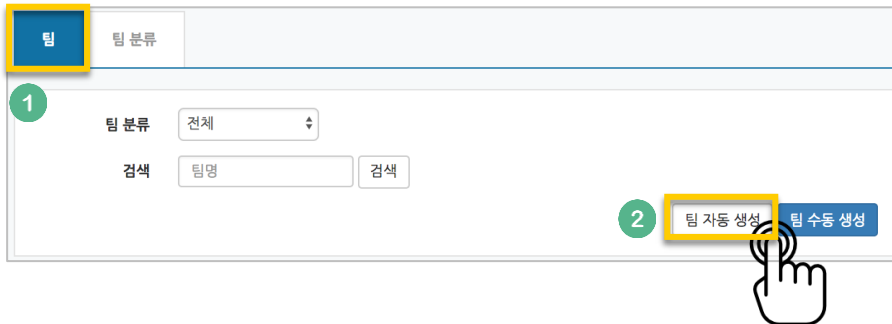 팀 팀 분류
1
팀 분류 전체
검색 팀명 검색
2 팀 자동 생성 팀 수동 생성